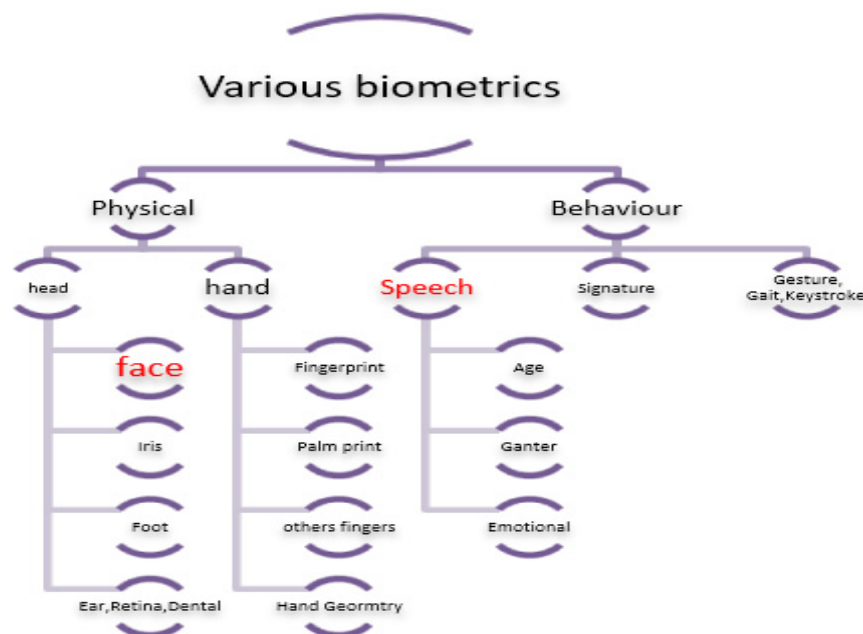 Various biometrics
Physical
Behaviour
head
hand
Speech
Signature
Gesture,
Gait,Keystroke
face
Fingerprint
Age
Iris
Palm print
Ganter
Foot
others fingers
Emotional
Ear,Retina,Dental
Hand Geormtry